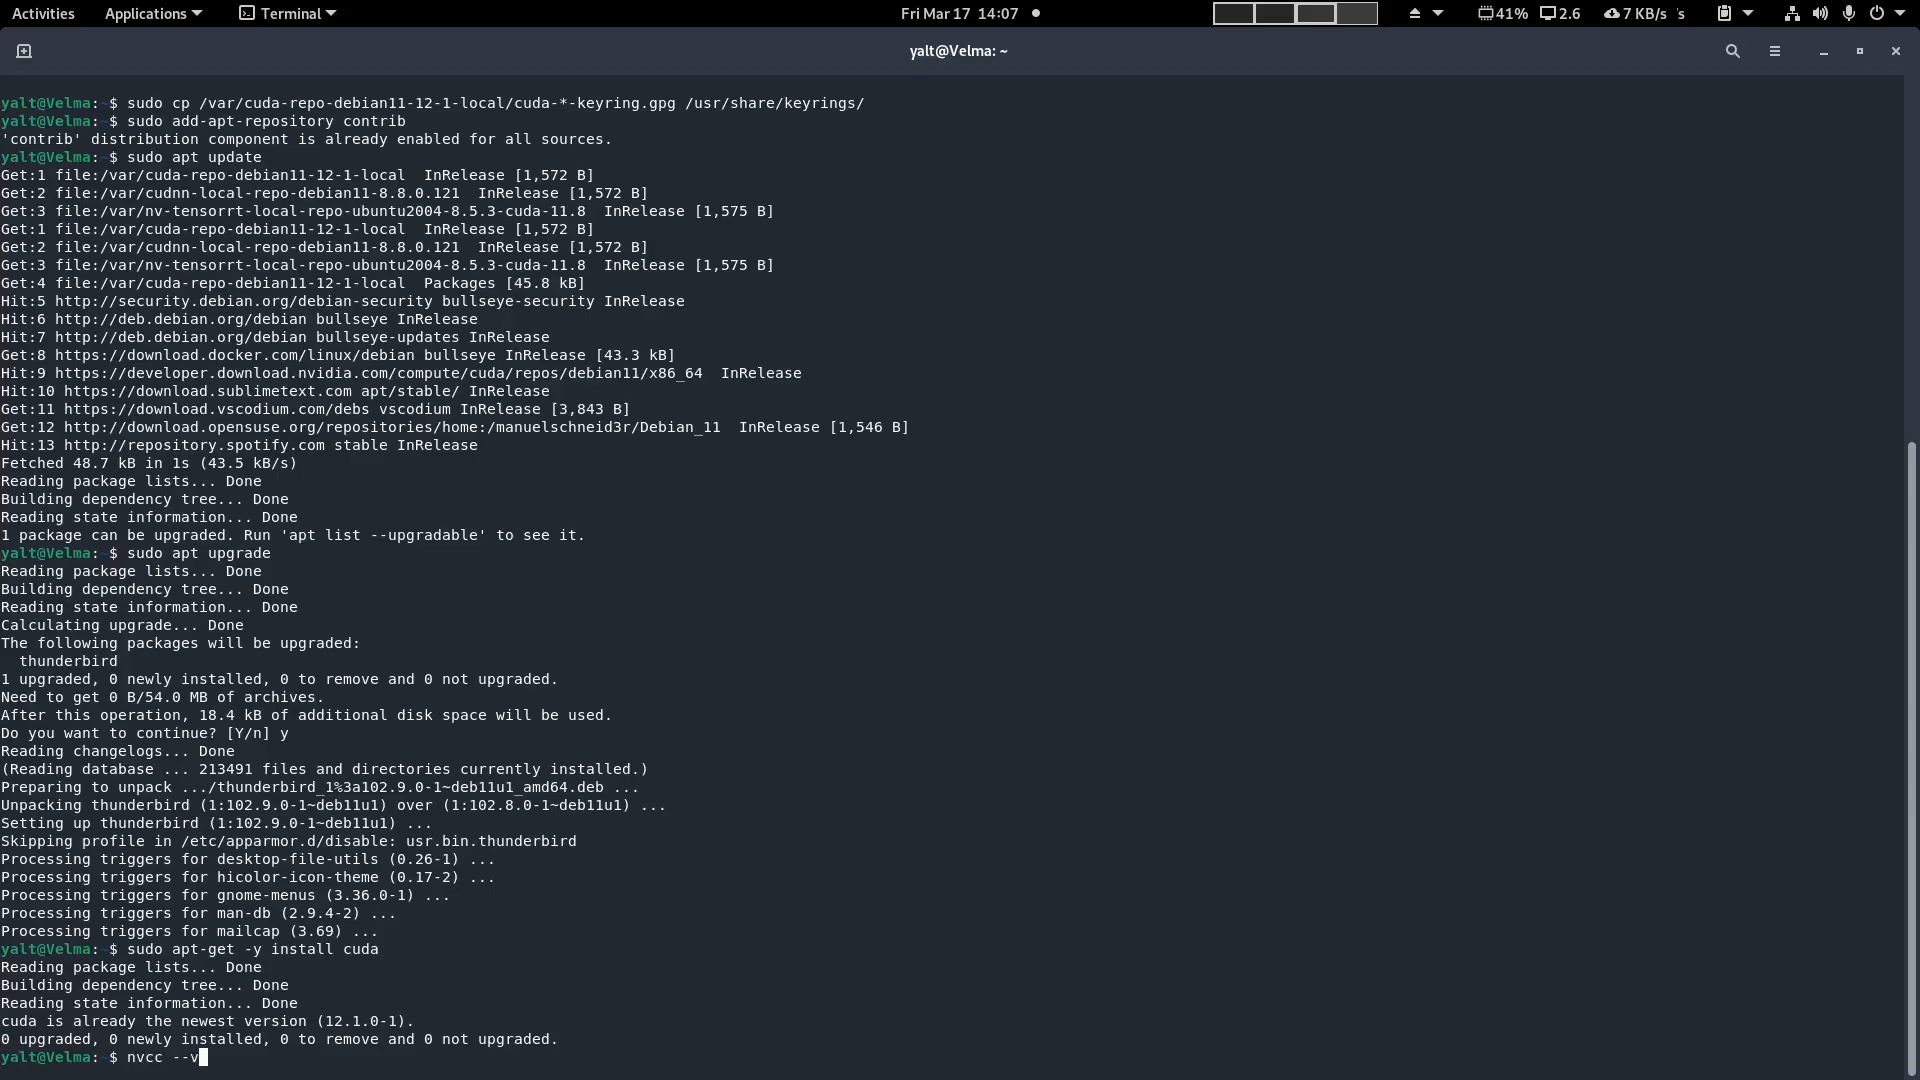 Activities Applications Terminal Fri Mar 17 14:07 41% 2.6 7 KB/s 's
yalt@Velma: ~
yalt@Velma:~$ sudo cp /var/cuda-repo-debian11-12-1-local/cuda-*-keyring.gpg /usr/share/keyrings/
yalt@Velma:~$ sudo add-apt-repository contrib
'contrib' distribution component is already enabled for all sources.
yalt@Velma:~$ sudo apt update
Get:1 file:/var/cuda-repo-debian11-12-1-local  InRelease [1,572 B]
Get:2 file:/var/cudnn-local-repo-debian11-8.8.0.121  InRelease [1,572 B]
Get:3 file:/var/nv-tensorrt-local-repo-ubuntu2004-8.5.3-cuda-11.8  InRelease [1,575 B]
Get:1 file:/var/cuda-repo-debian11-12-1-local  InRelease [1,572 B]
Get:2 file:/var/cudnn-local-repo-debian11-8.8.0.121  InRelease [1,572 B]
Get:3 file:/var/nv-tensorrt-local-repo-ubuntu2004-8.5.3-cuda-11.8  InRelease [1,575 B]
Get:4 file:/var/cuda-repo-debian11-12-1-local  Packages [45.8 kB]
Hit:5 http://security.debian.org/debian-security bullseye-security InRelease
Hit:6 http://deb.debian.org/debian bullseye InRelease
Hit:7 http://deb.debian.org/debian bullseye-updates InRelease
Get:8 https://download.docker.com/linux/debian bullseye InRelease [43.3 kB]
Hit:9 https://developer.download.nvidia.com/compute/cuda/repos/debian11/x86_64  InRelease
Hit:10 https://download.sublimetext.com apt/stable/ InRelease
Get:11 https://download.vscodium.com/debs vscodium InRelease [3,843 B]
Get:12 http://download.opensuse.org/repositories/home:/manuelschneid3r/Debian_11  InRelease [1,546 B]
Hit:13 http://repository.spotify.com stable InRelease
Fetched 48.7 kB in 1s (43.5 kB/s)
Reading package lists... Done
Building dependency tree... Done
Reading state information... Done
1 package can be upgraded. Run 'apt list --upgradable' to see it.
yalt@Velma:~$ sudo apt upgrade
Reading package lists... Done
Building dependency tree... Done
Reading state information... Done
Calculating upgrade... Done
The following packages will be upgraded:
  thunderbird
1 upgraded, 0 newly installed, 0 to remove and 0 not upgraded.
Need to get 0 B/54.0 MB of archives.
After this operation, 18.4 kB of additional disk space will be used.
Do you want to continue? [Y/n] y
Reading changelogs... Done
(Reading database ... 213491 files and directories currently installed.)
Preparing to unpack .../thunderbird_1%3a102.9.0-1~deb11u1_amd64.deb ...
Unpacking thunderbird (1:102.9.0-1~deb11u1) over (1:102.8.0-1~deb11u1) ...
Setting up thunderbird (1:102.9.0-1~deb11u1) ...
Skipping profile in /etc/apparmor.d/disable: usr.bin.thunderbird
Processing triggers for desktop-file-utils (0.26-1) ...
Processing triggers for hicolor-icon-theme (0.17-2) ...
Processing triggers for gnome-menus (3.36.0-1) ...
Processing triggers for man-db (2.9.4-2) ...
Processing triggers for mailcap (3.69) ...
yalt@Velma:~$ sudo apt-get -y install cuda
Reading package lists... Done
Building dependency tree... Done
Reading state information... Done
cuda is already the newest version (12.1.0-1).
0 upgraded, 0 newly installed, 0 to remove and 0 not upgraded.
yalt@Velma:~$ nvcc --v